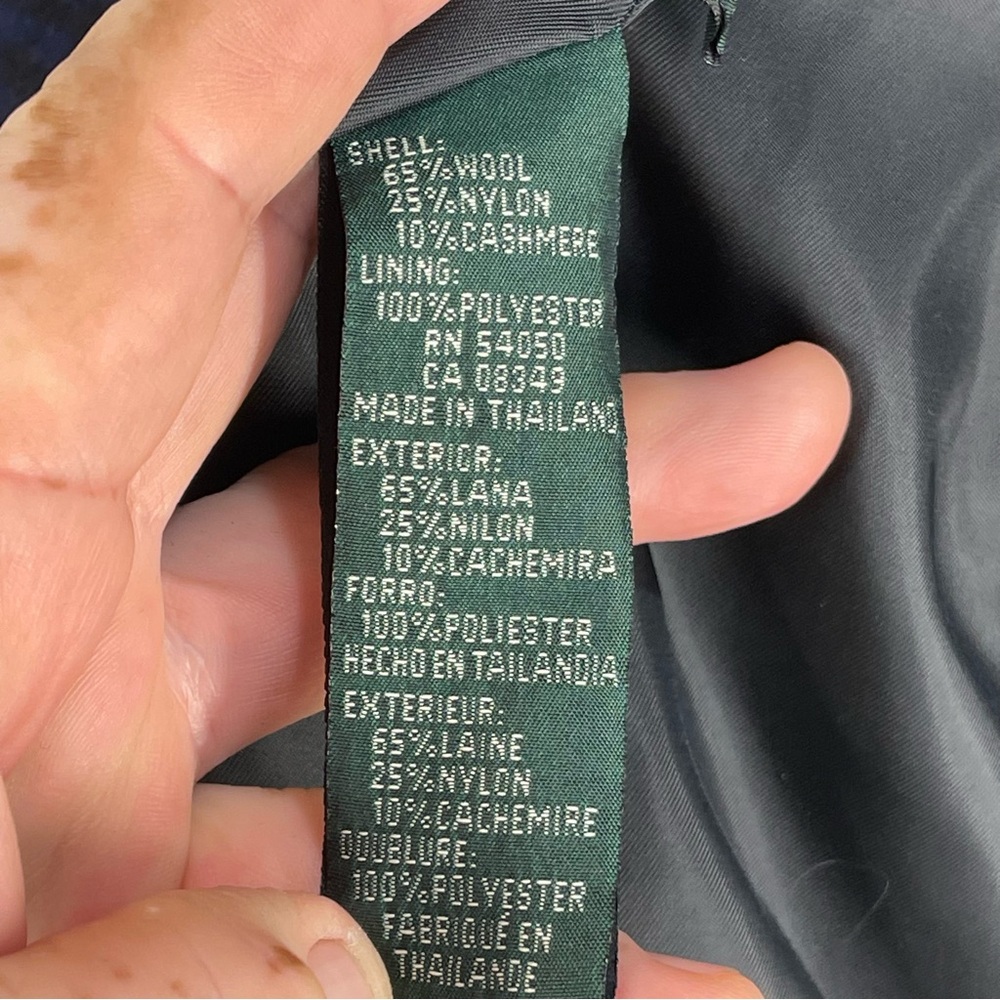 SHELL:
65%WOOL
25%NYLON
10%CASHMERE
LINING:
100%POLYESTER
RN 54050
CA 08349
MADE IN THAILAND
EXTERIOR:
65%LANA
25%NILON
10%CACHEMIRA
FORRO:
100%POLIESTER
HECHO EN TAILANDIA
EXTERIEUR:
65%LAINE
25%NYLON
10%CACHEMIRE
DOUBLURE:
100%POLYESTER
FABRIQUÉ EN
THAILANDE